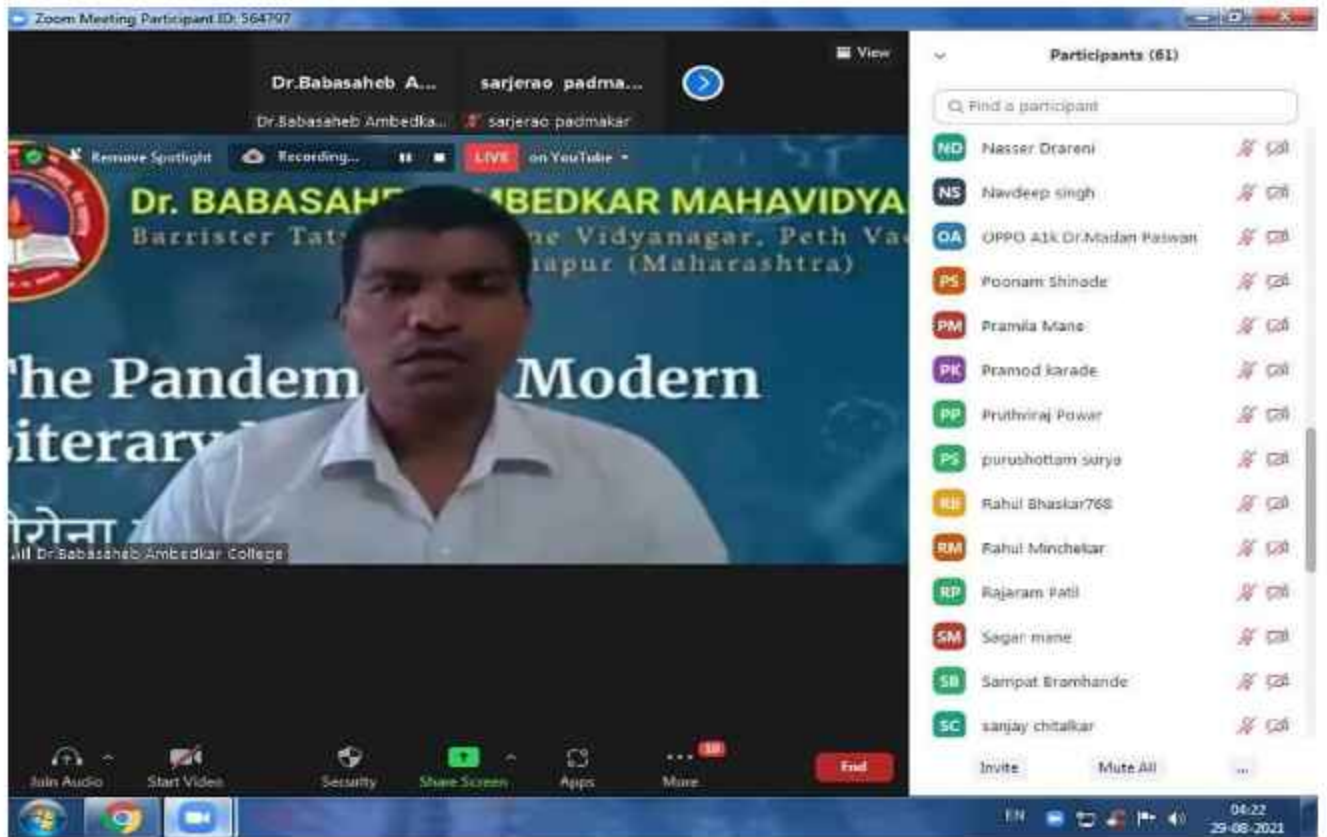 Zoom Meeting Participant ID: 564797
View
Dr.Babasaheb A...
sarjerao padma...
Dr.Babasaheb Ambedka...
sarjerao padmakar
Remove Spotlight
Recording...
LIVE on YouTube
Dr. BABASAHE MBEDKAR MAHAVIDYA
Barrister Tat ne Vidyanagar, Peth Va
hapur (Maharashtra)
he Pandem Modern
iterary
Dr.Babasaheb Ambedkar College
Join Audio
Start Video
Security
Share Screen
Apps
More
10
End
Participants (61)
Find a participant
ND Nasser Drareni
NS Navdeep singh
OA OPPO A1k Dr.Madan Paswan
PS Poonam Shinade
PM Pramila Mane
PK Pramod karade
PP Pruthviraj Powar
PS purushottam surya
RB Rahul Bhaskar768
RM Rahul Minchekar
RP Rajaram Patil
SM Sagar mane
SB Sampat Bramhande
SC sanjay chitalkar
Invite
Mute All
...
EN
04:22
29-08-2021